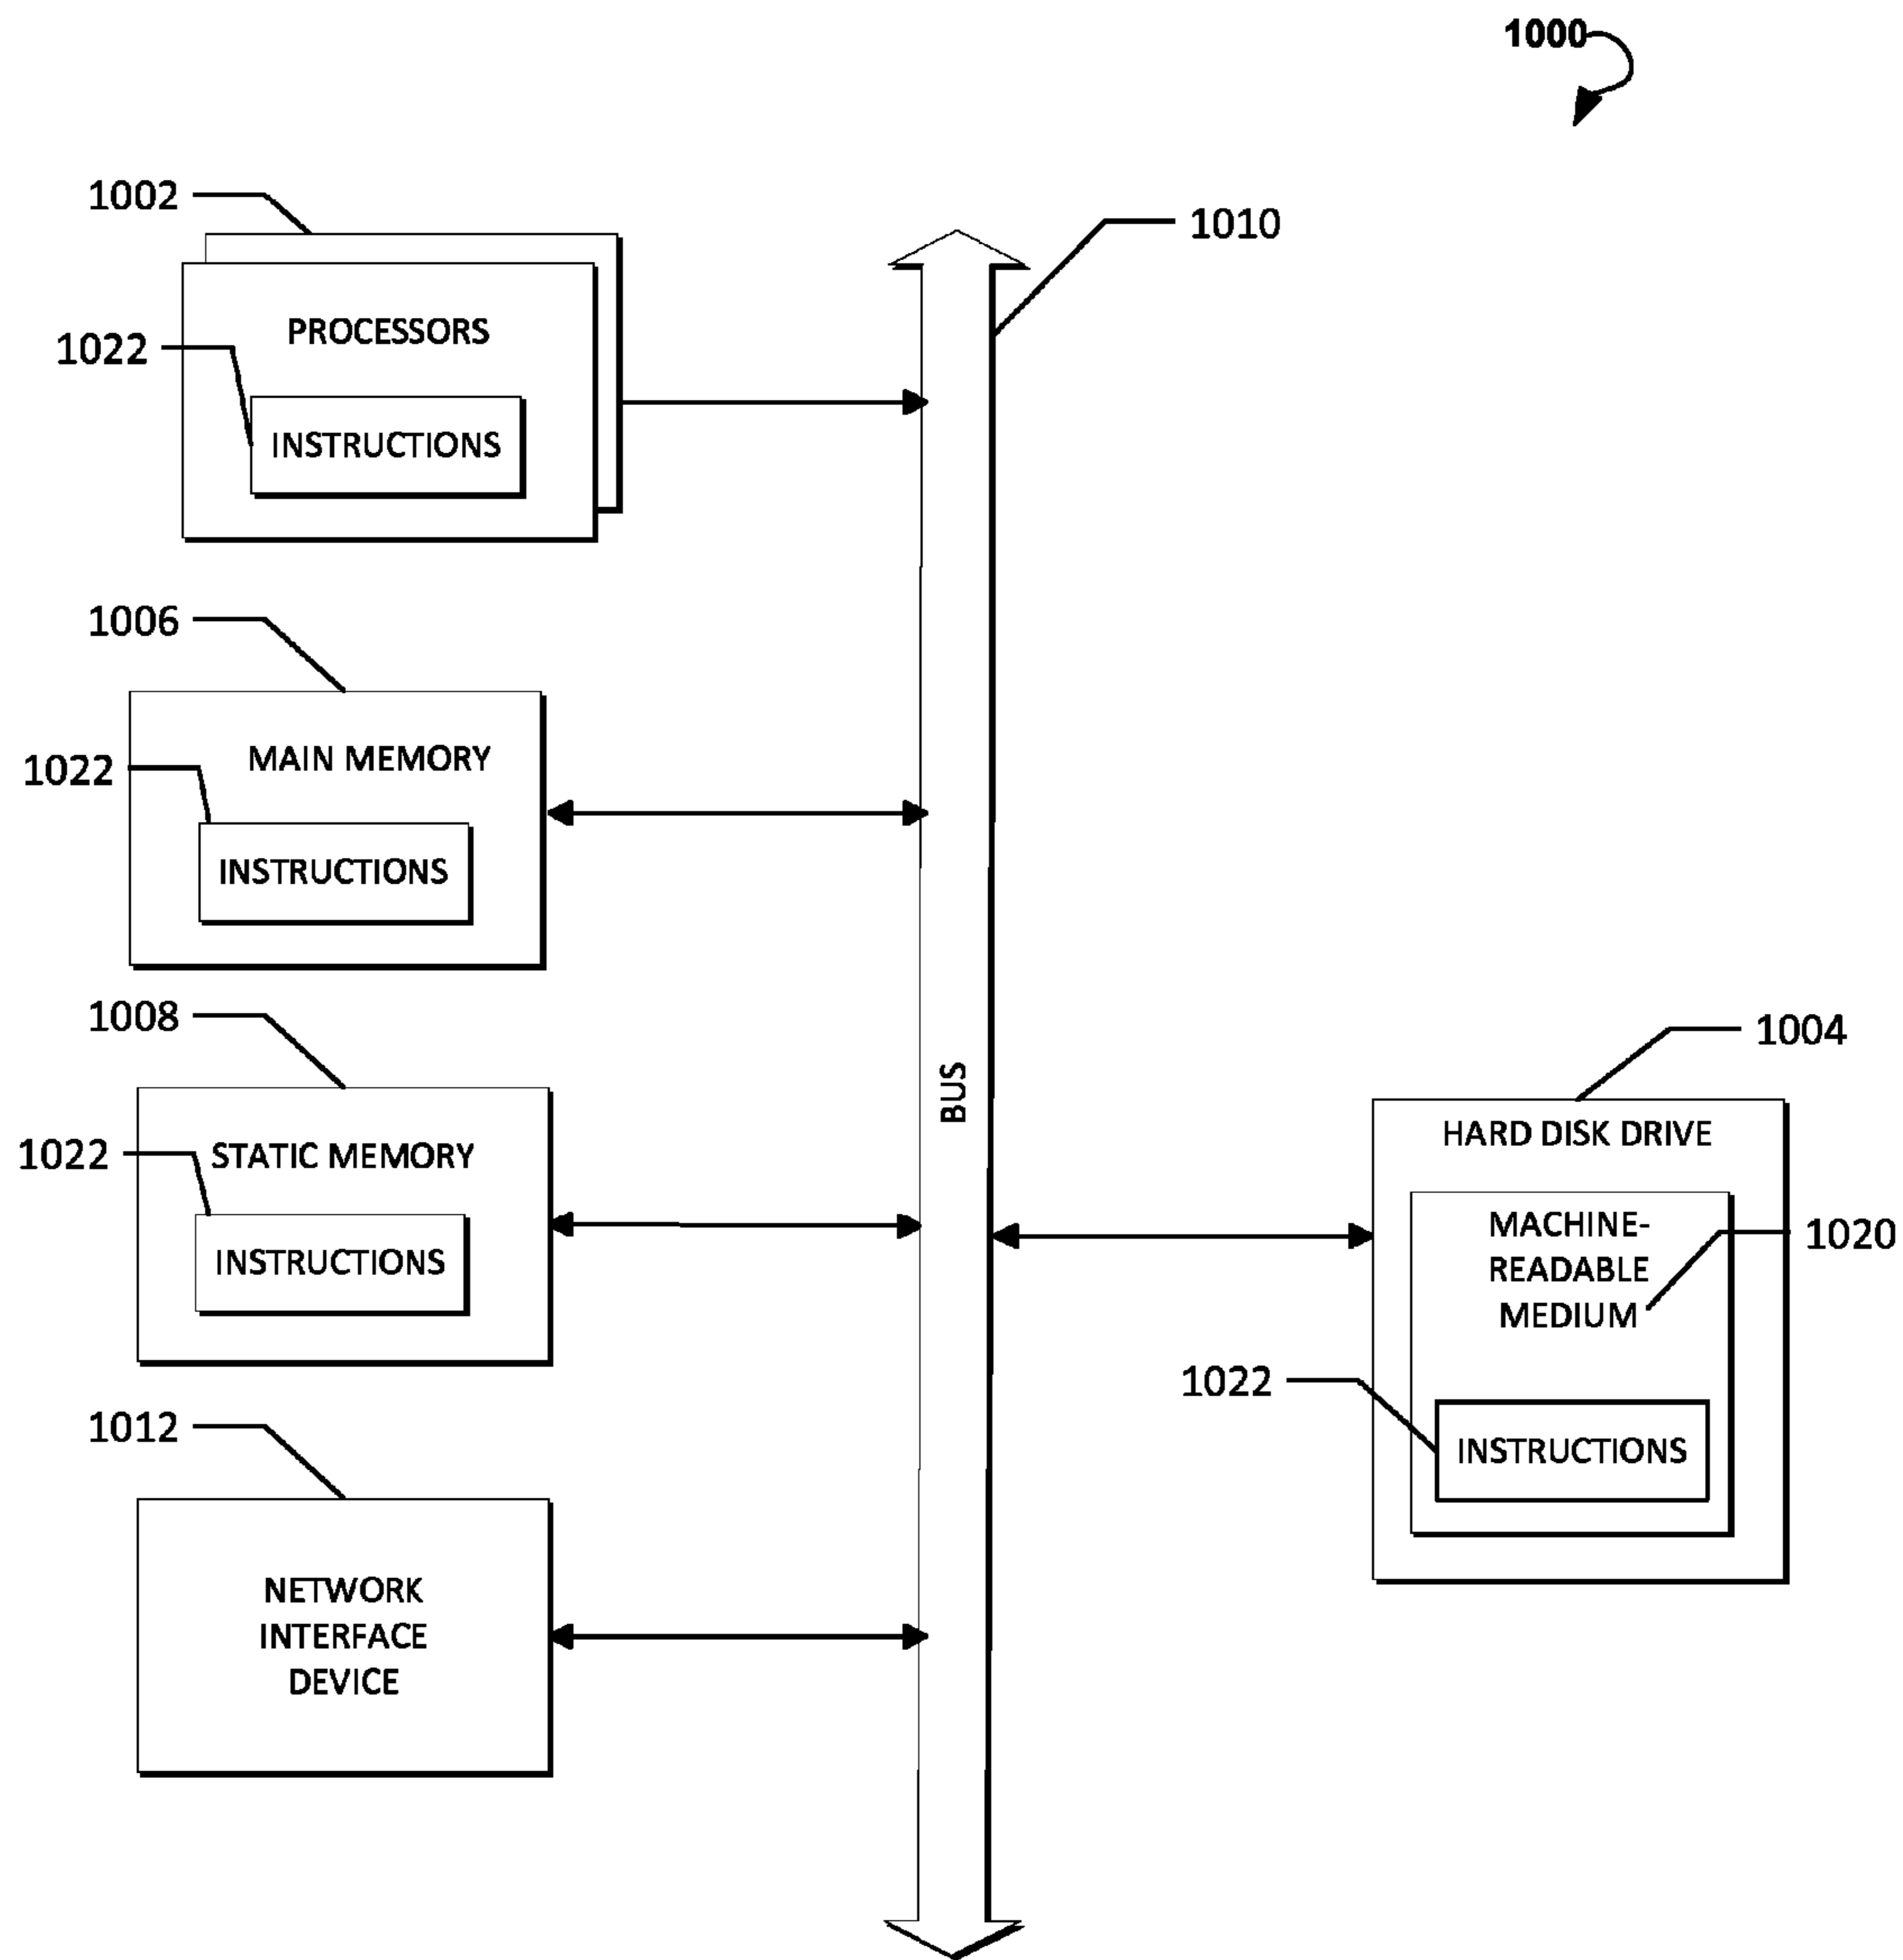 1000
1002
1010
PROCESSORS
1022
INSTRUCTIONS
1006
MAIN MEMORY
1022
INSTRUCTIONS
1008
STATIC MEMORY
1022
INSTRUCTIONS
1012
NETWORK
INTERFACE
DEVICE
BUS
1004
HARD DISK DRIVE
MACHINE-
READABLE
MEDIUM
1020
1022
INSTRUCTIONS